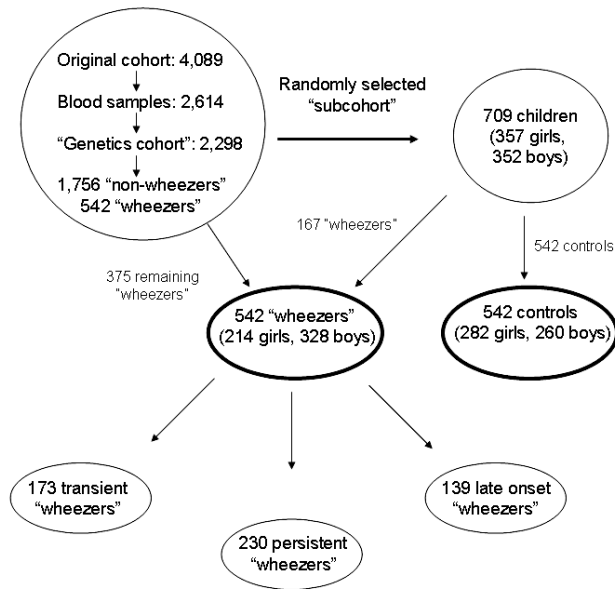 Original cohort: 4,089
Blood samples: 2,614
“Genetics cohort”: 2,298
1,756 “non-wheezers”
542 “wheezers”
Randomly selected
“subcohort”
709 children
(357 girls,
352 boys)
167 "wheezers"
542 controls
375 remaining
"wheezers"
542 “wheezers”
(214 girls, 328 boys)
542 controls
(282 girls, 260 boys)
173 transient
“wheezers”
230 persistent
“wheezers”
139 late onset
“wheezers”